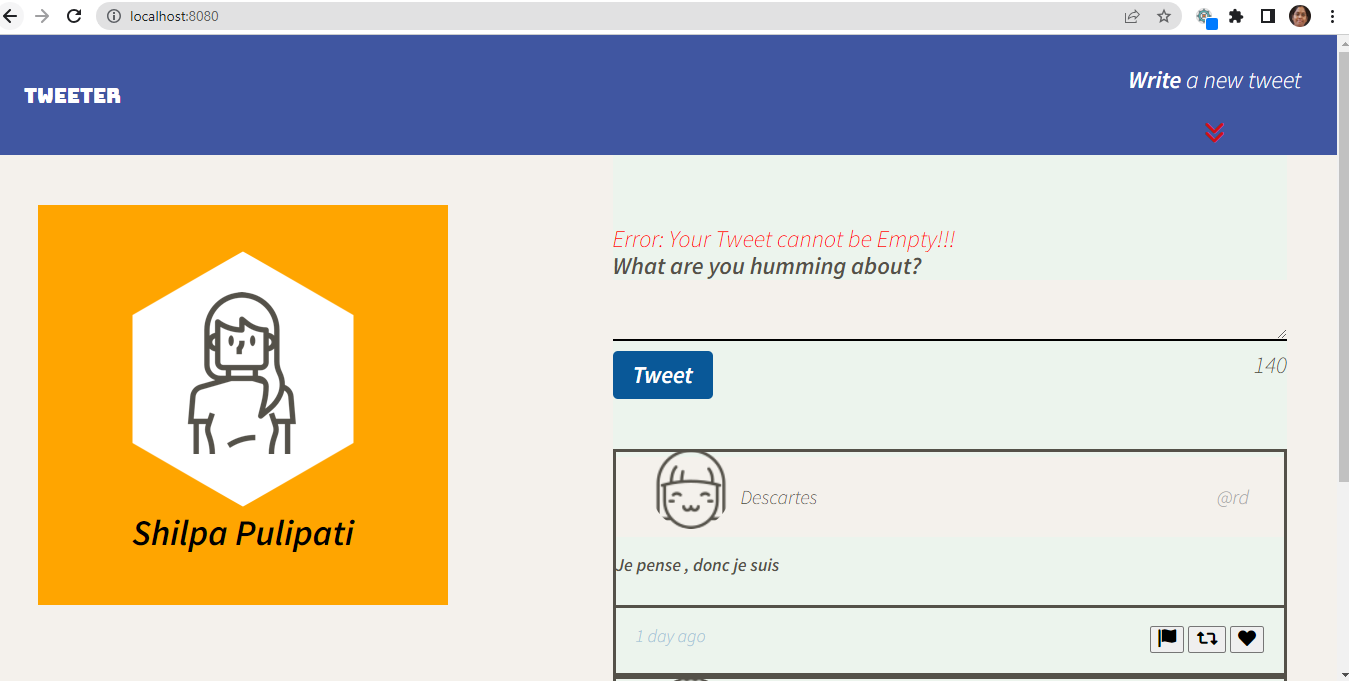 localhost:8080
TWEETER
Write a new tweet
Error: Your Tweet cannot be Empty!!!
What are you humming about?
Tweet
140
Shilpa Pulipati
Descartes
@rd
Je pense , donc je suis
1 day ago